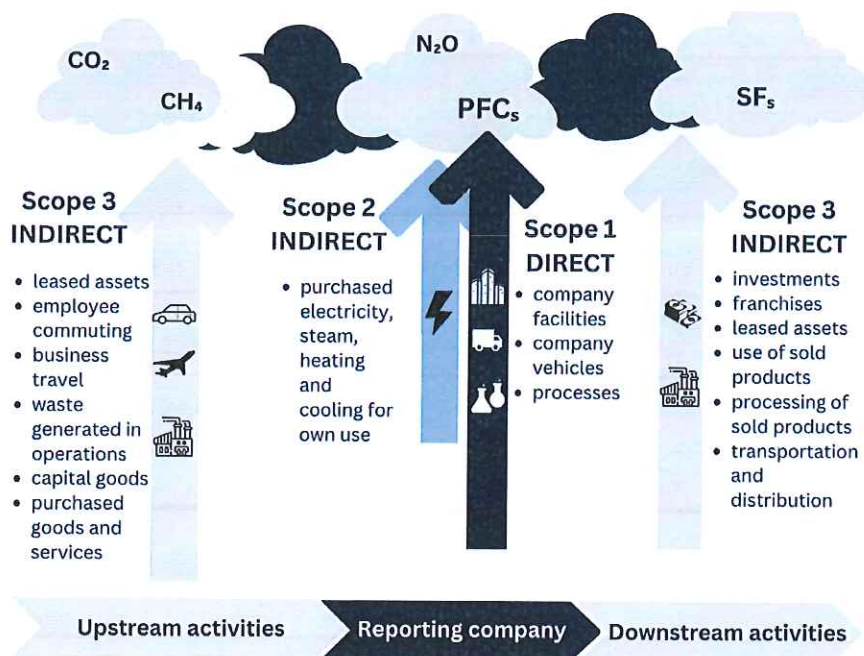 CO₂
CH₄
N₂O
PFCs
SFs
Scope 3
INDIRECT
• leased assets
• employee
commuting
• business
travel
• waste
generated in
operations
• capital goods
• purchased
goods and
services
Scope 2
INDIRECT
• purchased
electricity,
steam,
heating
and
cooling for
own use
Scope 1
DIRECT
• company
facilities
• company
vehicles
• processes
Scope 3
INDIRECT
• investments
• franchises
• leased assets
• use of sold
products
• processing of
sold products
• transportation
and
distribution
Upstream activities
Reporting company
Downstream activities